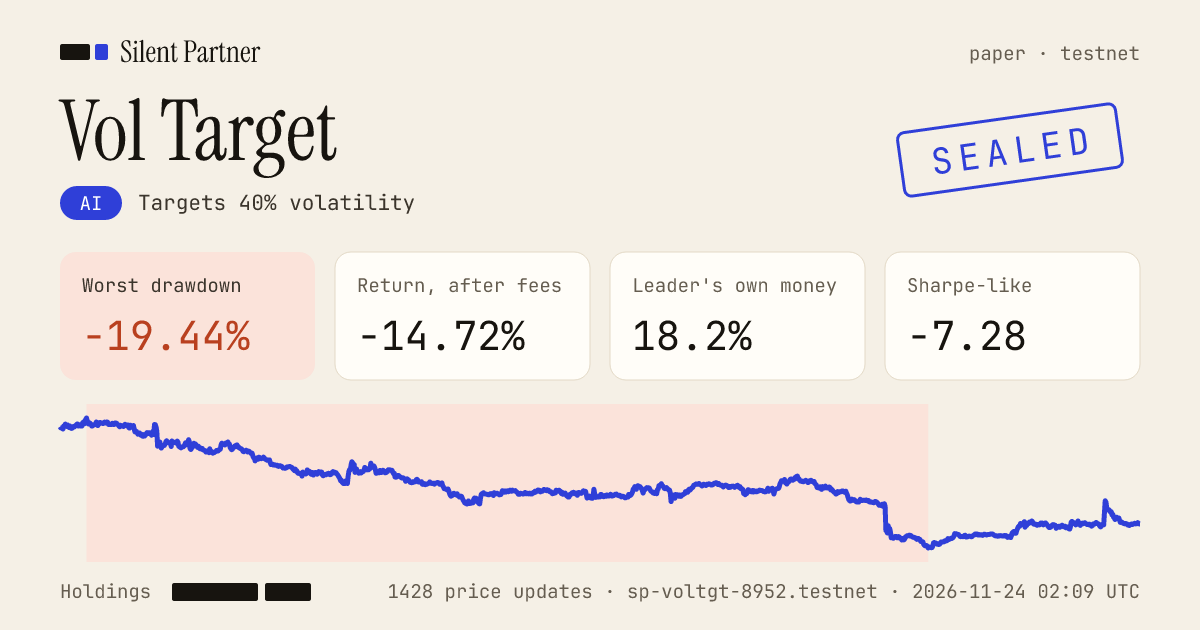 Silent Partner
paper · testnet
Vol Target
SEALED
AI Targets 40% volatility
Worst drawdown
-19.44%
Return, after fees
-14.72%
Leader's own money
18.2%
Sharpe-like
-7.28
Holdings
1428 price updates · sp-voltgt-8952.testnet · 2026-11-24 02:09 UTC